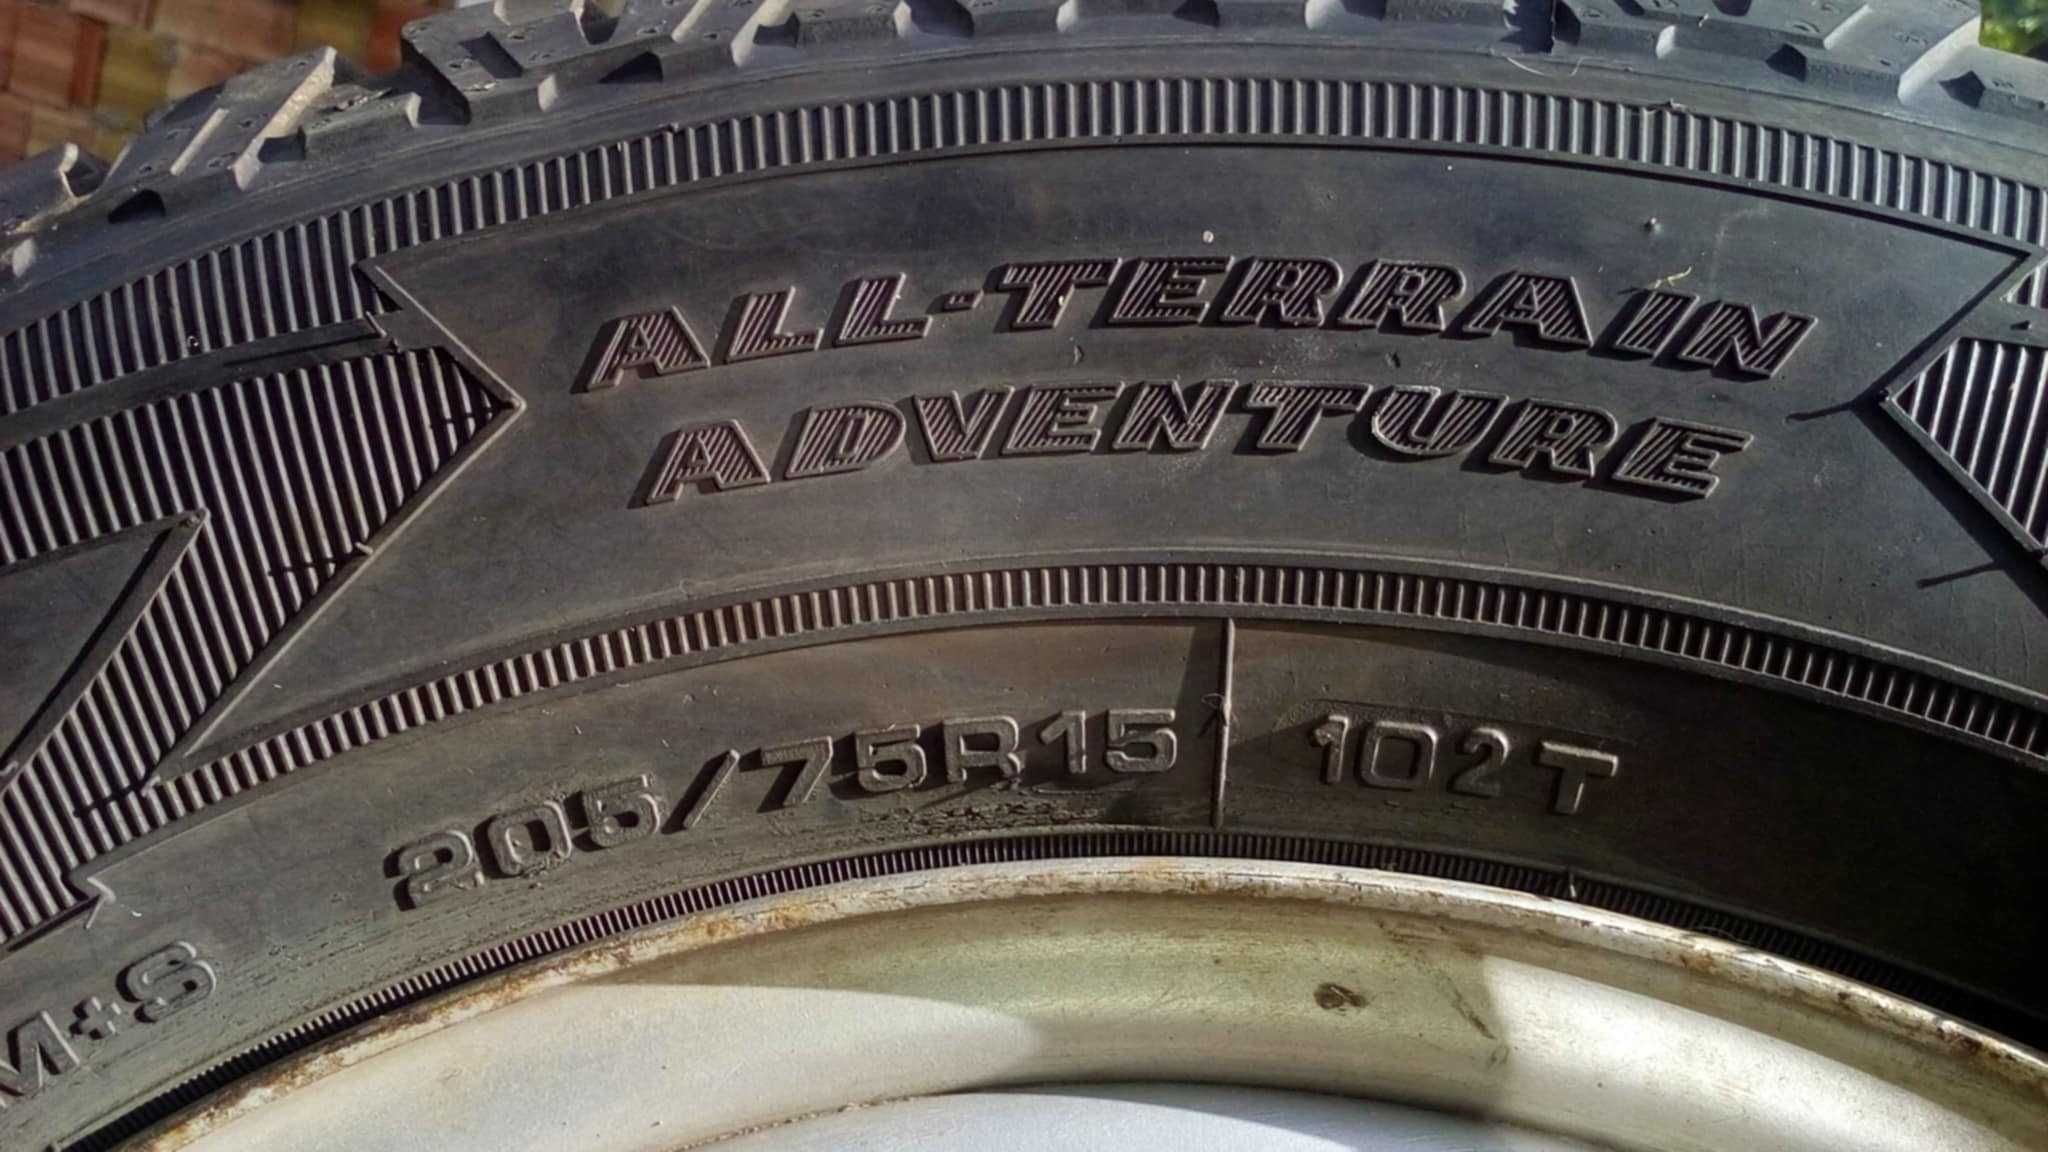 ALL-TERRAIN
ADVENTURE
205/75R15 102T
M+S